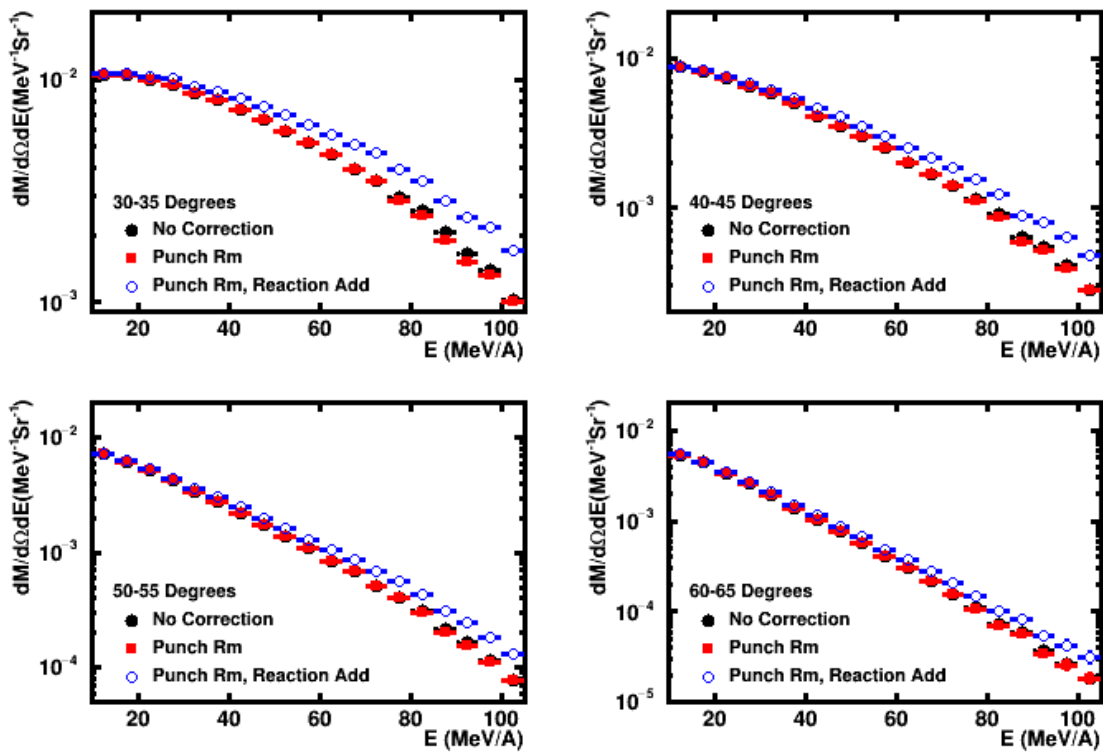 dM/dΩdE(MeV⁻¹Sr⁻¹)
10⁻²
10⁻³
30-35 Degrees
No Correction
Punch Rm
Punch Rm, Reaction Add
20 40 60 80 100
E (MeV/A)
dM/dΩdE(MeV⁻¹Sr⁻¹)
10⁻²
10⁻³
40-45 Degrees
No Correction
Punch Rm
Punch Rm, Reaction Add
20 40 60 80 100
E (MeV/A)
dM/dΩdE(MeV⁻¹Sr⁻¹)
10⁻²
10⁻³
10⁻⁴
50-55 Degrees
No Correction
Punch Rm
Punch Rm, Reaction Add
20 40 60 80 100
E (MeV/A)
dM/dΩdE(MeV⁻¹Sr⁻¹)
10⁻²
10⁻³
10⁻⁴
10⁻⁵
60-65 Degrees
No Correction
Punch Rm
Punch Rm, Reaction Add
20 40 60 80 100
E (MeV/A)